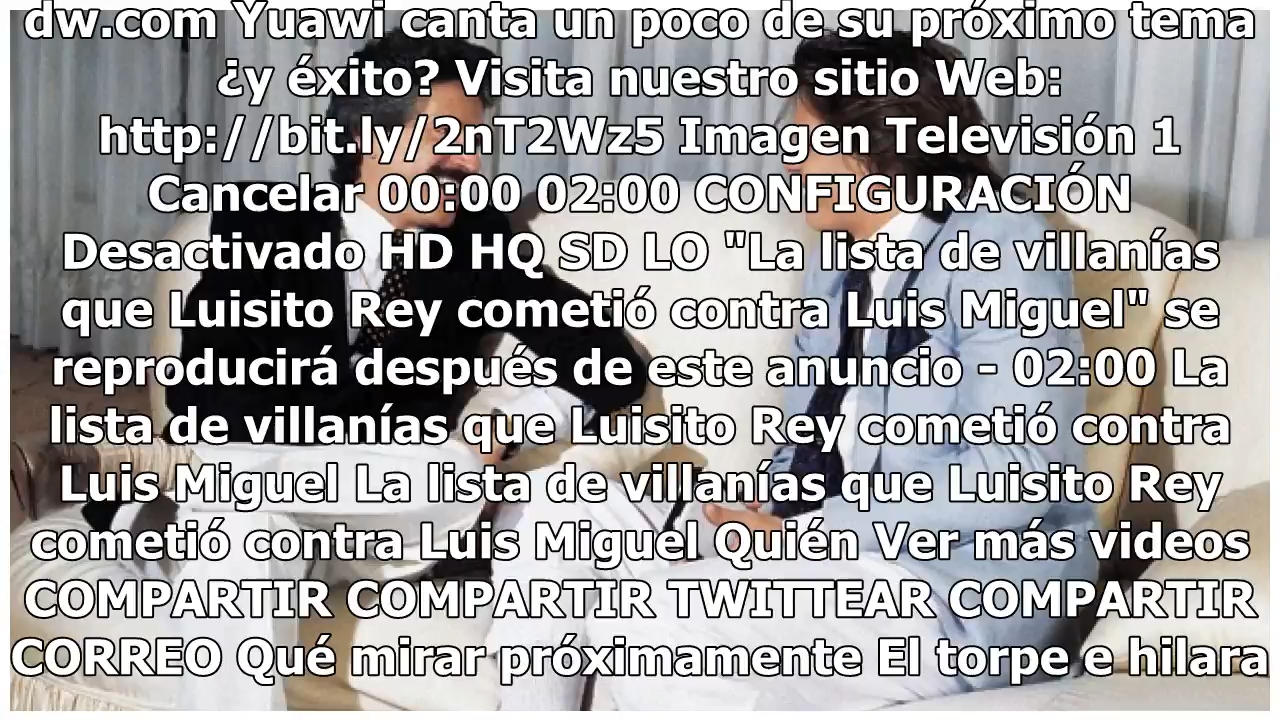 dw.com Yuawi canta un poco de su próximo tema
¿y éxito? Visita nuestro sitio Web:
http://bit.ly/2nT2Wz5 Imagen Televisión 1
Cancelar 00:00 02:00 CONFIGURACIÓN
Desactivado HD HQ SD LO "La lista de villanías
que Luisito Rey cometió contra Luis Miguel" se
reproducirá después de este anuncio - 02:00 La
lista de villanías que Luisito Rey cometió contra
Luis Miguel La lista de villanías que Luisito Rey
cometió contra Luis Miguel Quién Ver más videos
COMPARTIR COMPARTIR TWITTEAR COMPARTIR
CORREO Qué mirar próximamente El torpe e hilara